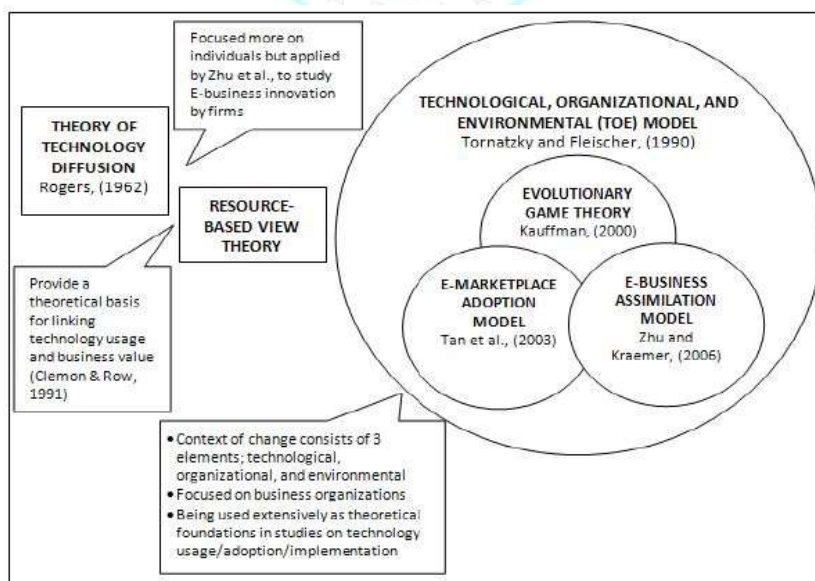 Focused more on
individuals but applied
by Zhu et al., to study
E-business innovation
by firms
THEORY OF
TECHNOLOGY
DIFFUSION
Rogers, (1962)
RESOURCE-
BASED VIEW
THEORY
Provide a
theoretical basis
for linking
technology usage
and business value
(Clemon & Row,
1991)
TECHNOLOGICAL, ORGANIZATIONAL, AND
ENVIRONMENTAL (TOE) MODEL
Tornatzky and Fleischer, (1990)
EVOLUTIONARY
GAME THEORY
Kauffman, (2000)
E-MARKETPLACE
ADOPTION
MODEL
Tan et al., (2003)
E-BUSINESS
ASSIMILATION
MODEL
Zhu and
Kraemer, (2006)
• Context of change consists of 3
elements; technological,
organizational, and environmental
• Focused on business organizations
• Being used extensively as theoretical
foundations in studies on technology
usage/adoption/implementation